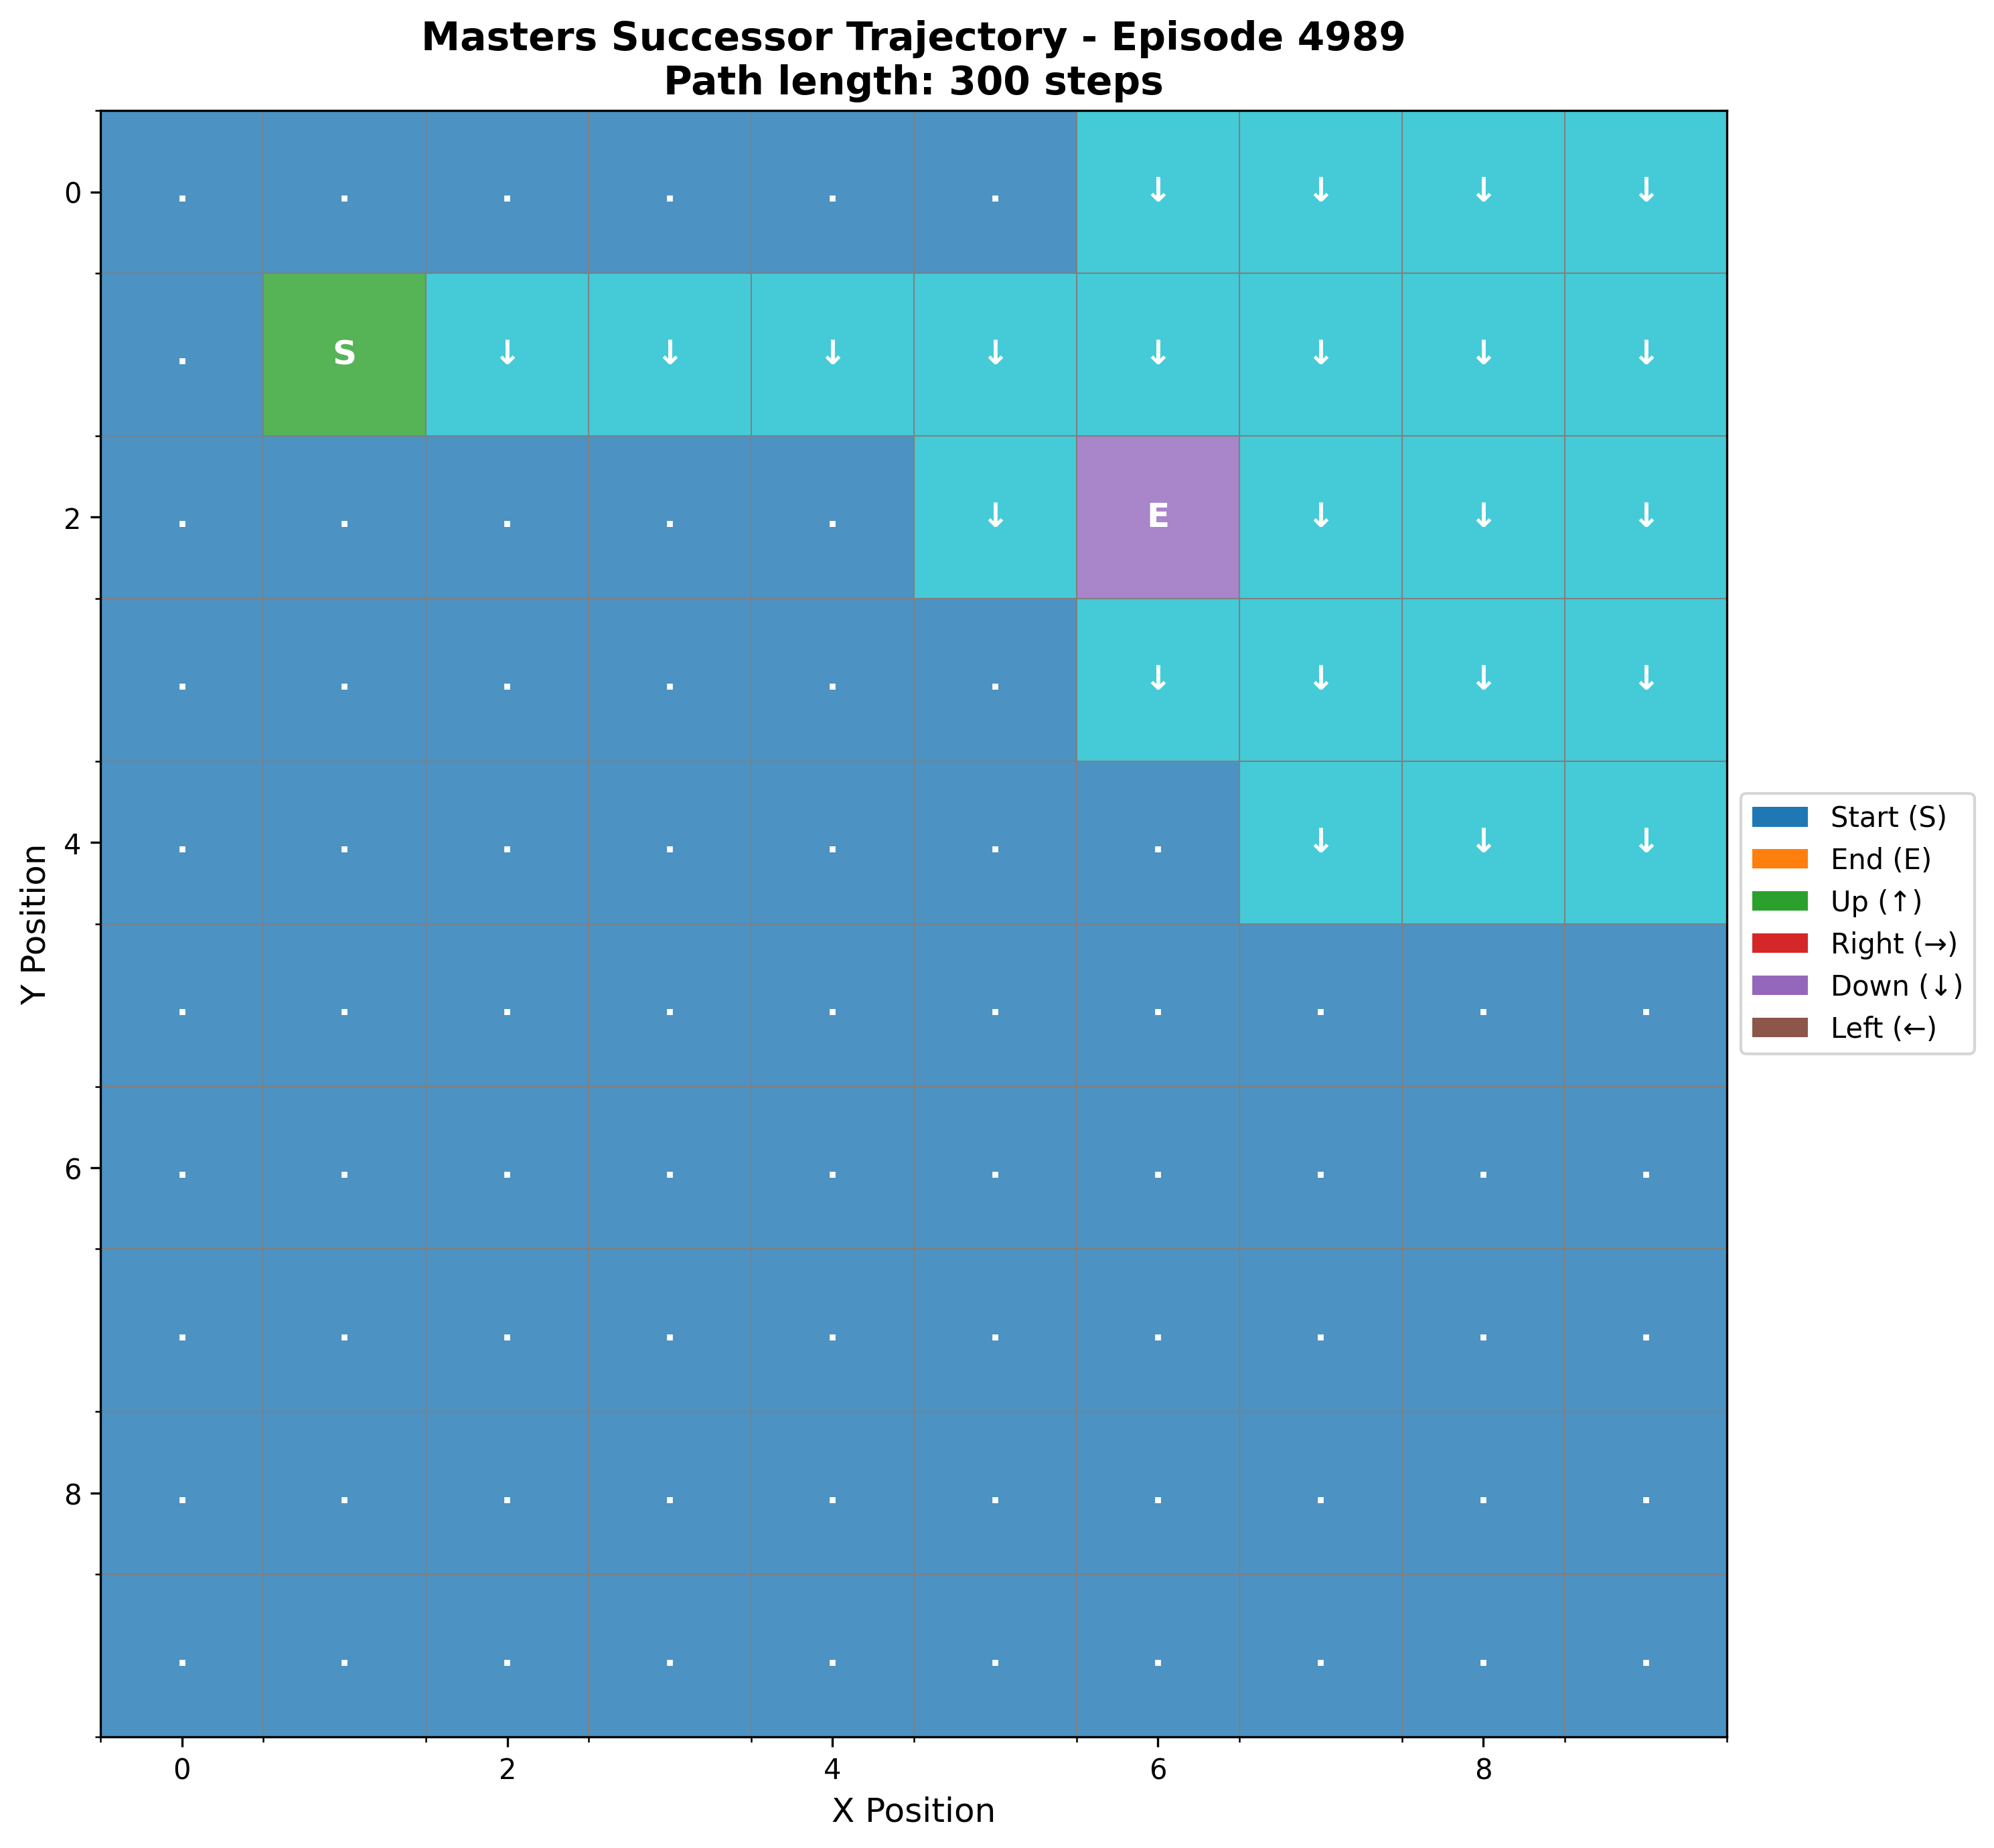 Masters Successor Trajectory - Episode 4989
Path length: 300 steps
0 . . . . . . ↓ ↓ ↓ ↓
. S ↓ ↓ ↓ ↓ ↓ ↓ ↓ ↓
2 . . . . . ↓ E ↓ ↓ ↓
. . . . . . ↓ ↓ ↓ ↓
4 . . . . . . . ↓ ↓ ↓
. . . . . . . . . .
6 . . . . . . . . . .
. . . . . . . . . .
8 . . . . . . . . . .
. . . . . . . . . .
0 2 4 6 8
X Position
Y Position
Start (S)
End (E)
Up (↑)
Right (→)
Down (↓)
Left (←)